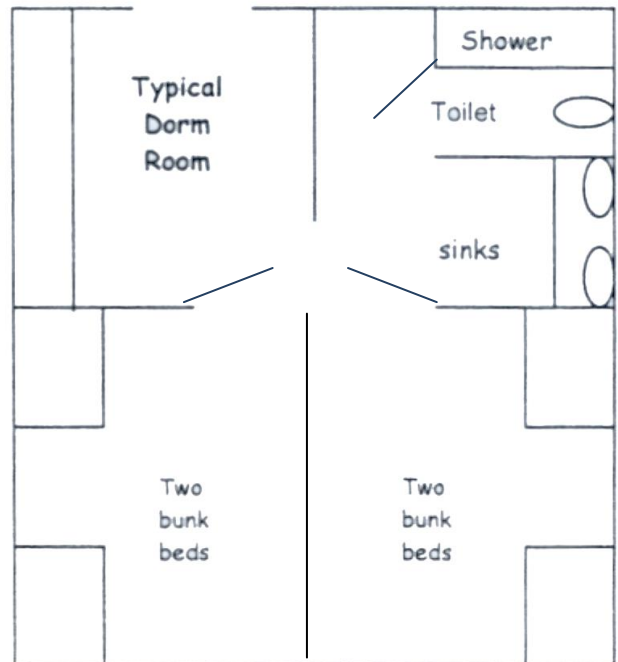 Typical
Dorm
Room
Shower
Toilet
sinks
Two
bunk
beds
Two
bunk
beds